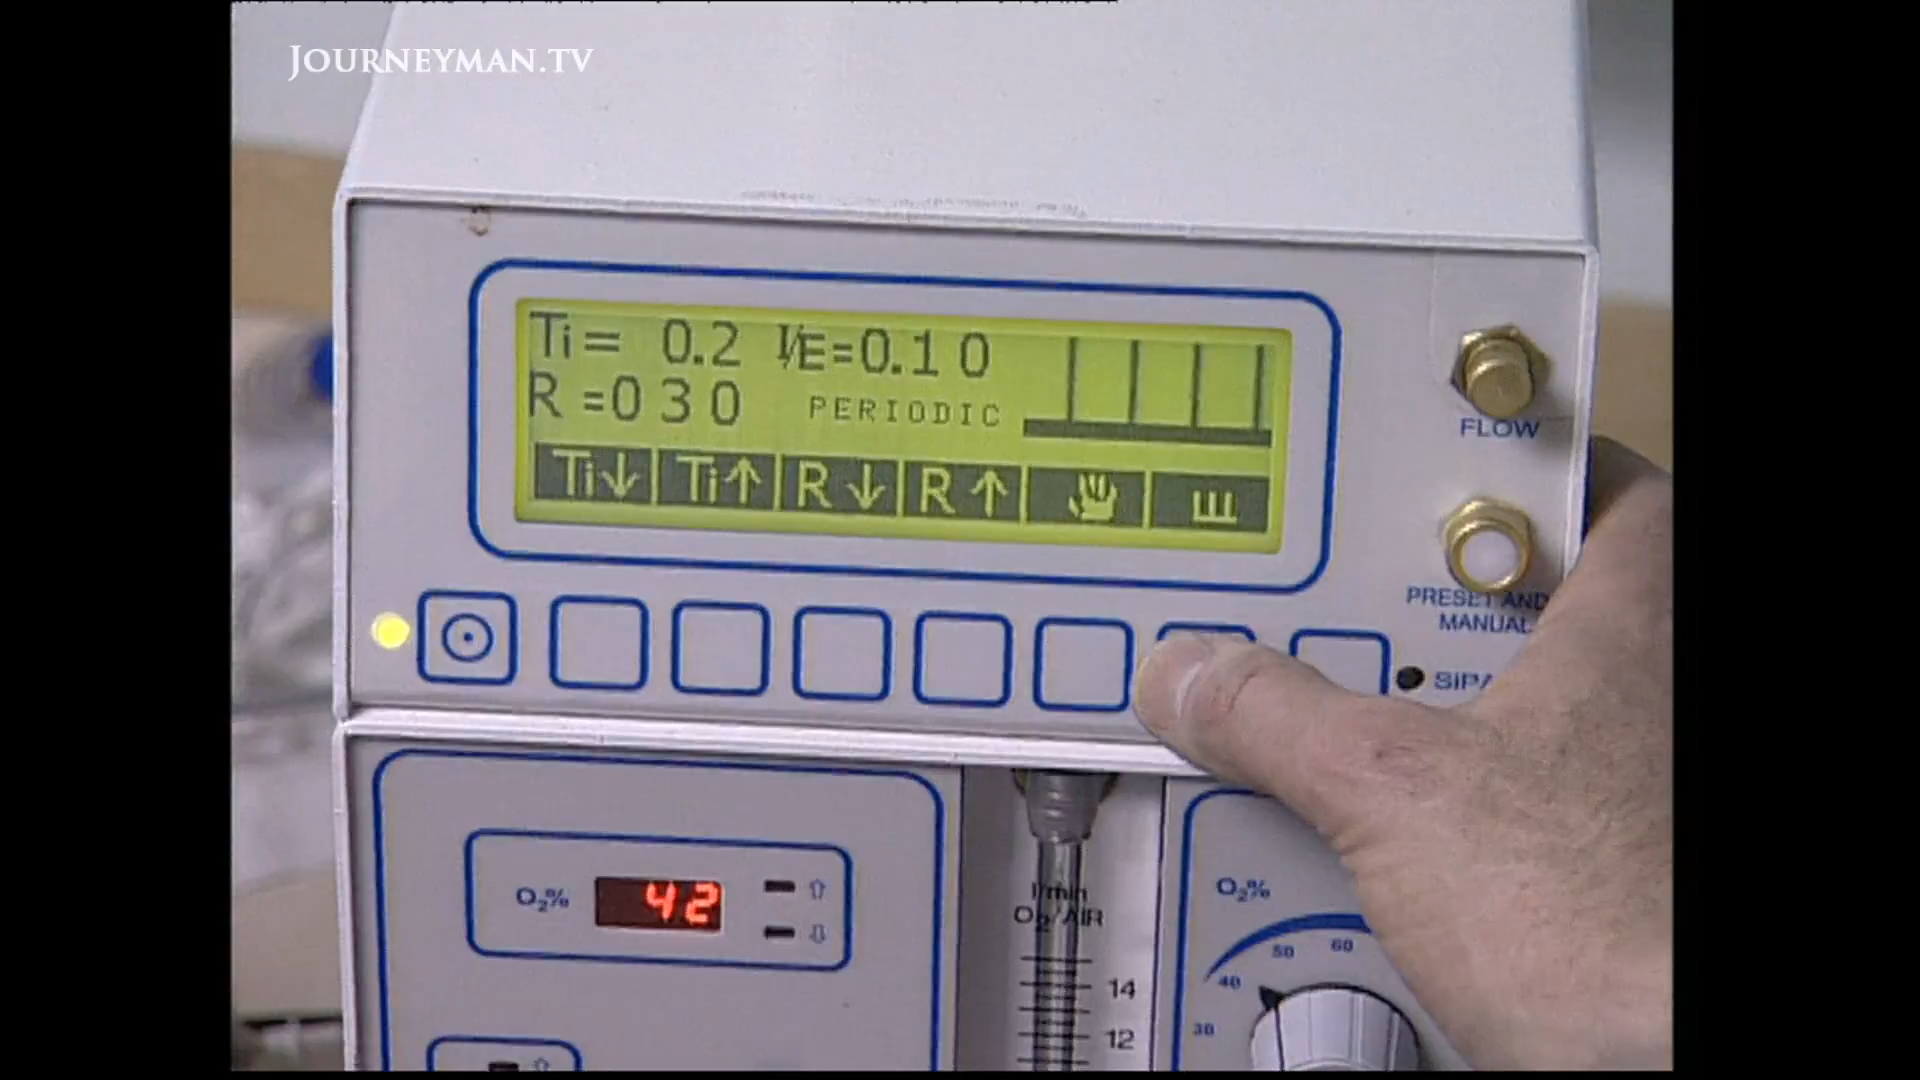 JOURNEYMAN.TV
Ti= 0.2 I/E=0.10
R =030 PERIODIC
Ti↓ Ti↑ R↓ R↑
FLOW
PRESET AND
MANUAL
O₂% 42
l/min
O₂/AIR
14
12
O₂%
60
50
40
30